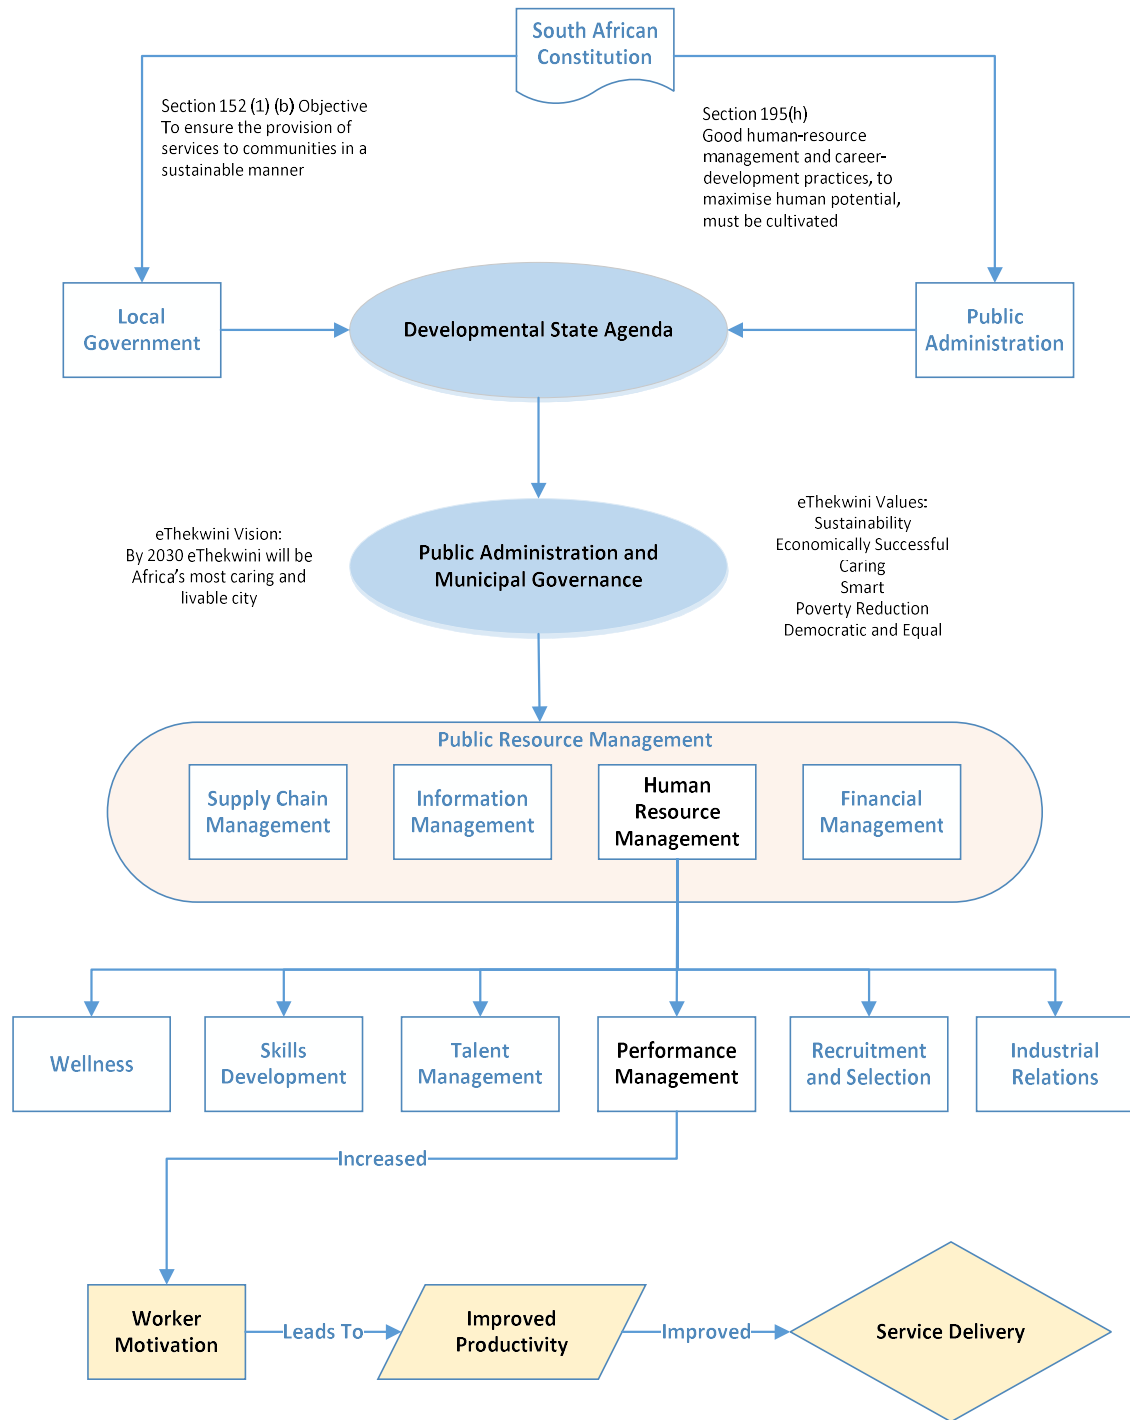 South African
Constitution
Section 152 (1) (b) Objective
To ensure the provision of
services to communities in a
sustainable manner
Section 195(h)
Good human-resource
management and career-
development practices, to
maximise human potential,
must be cultivated
Local
Government
Developmental State Agenda
Public
Administration
eThekwini Vision:
By 2030 eThekwini will be
Africa's most caring and
livable city
Public Administration and
Municipal Governance
eThekwini Values:
Sustainability
Economically Successful
Caring
Smart
Poverty Reduction
Democratic and Equal
Public Resource Management
Supply Chain
Management
Information
Management
Human
Resource
Management
Financial
Management
Wellness
Skills
Development
Talent
Management
Performance
Management
Recruitment
and Selection
Industrial
Relations
Increased
Worker
Motivation
Leads To
Improved
Productivity
Improved
Service Delivery